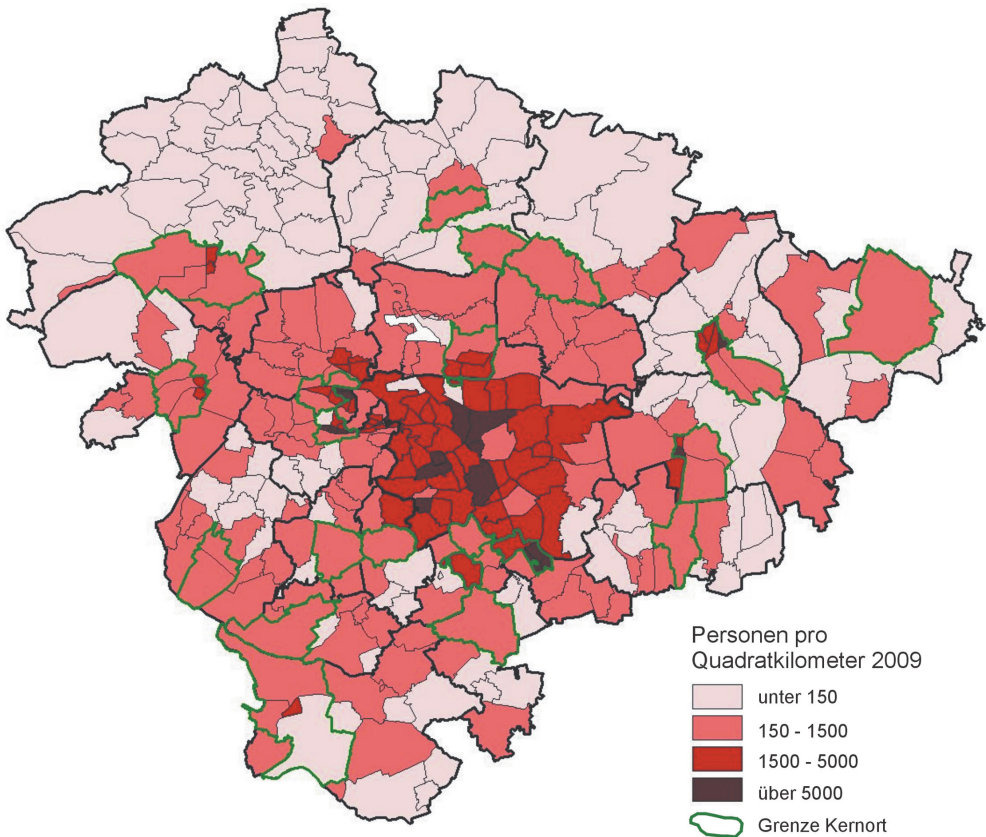 Personen pro
Quadratkilometer 2009
unter 150
150 - 1500
1500 - 5000
über 5000
Grenze Kernort